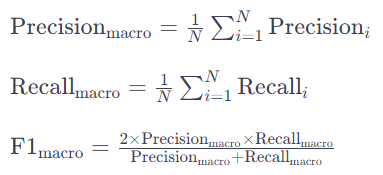 Precision_macro = 1/N ∑_{i=1}^{N} Precision_i
Recall_macro = 1/N ∑_{i=1}^{N} Recall_i
F1_macro = 2×Precision_macro×Recall_macro / Precision_macro+Recall_macro